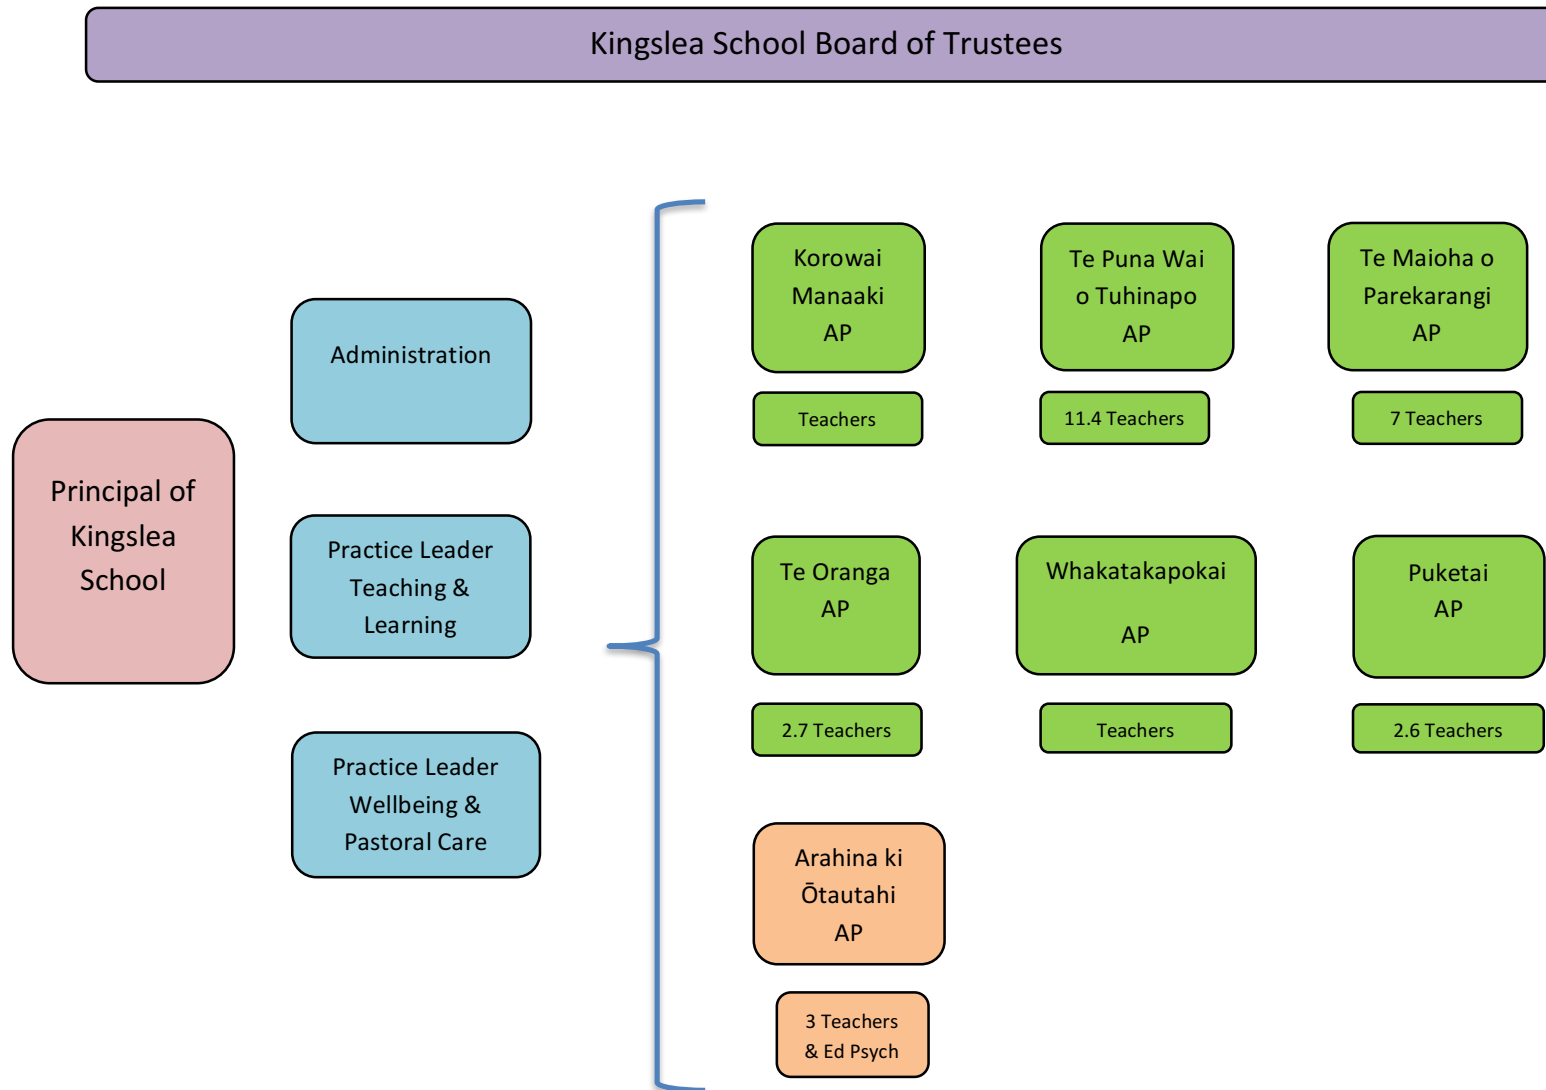 Kingslea School Board of Trustees
Principal of
Kingslea
School
Administration
Practice Leader
Teaching &
Learning
Practice Leader
Wellbeing &
Pastoral Care
Korowai
Manaaki
AP
Teachers
Te Puna Wai
o Tuhinapo
AP
11.4 Teachers
Te Maioha o
Parekarangi
AP
7 Teachers
Te Oranga
AP
2.7 Teachers
Whakatakapokai
AP
Teachers
Puketai
AP
2.6 Teachers
Arahina ki
Ōtautahi
AP
3 Teachers
& Ed Psych